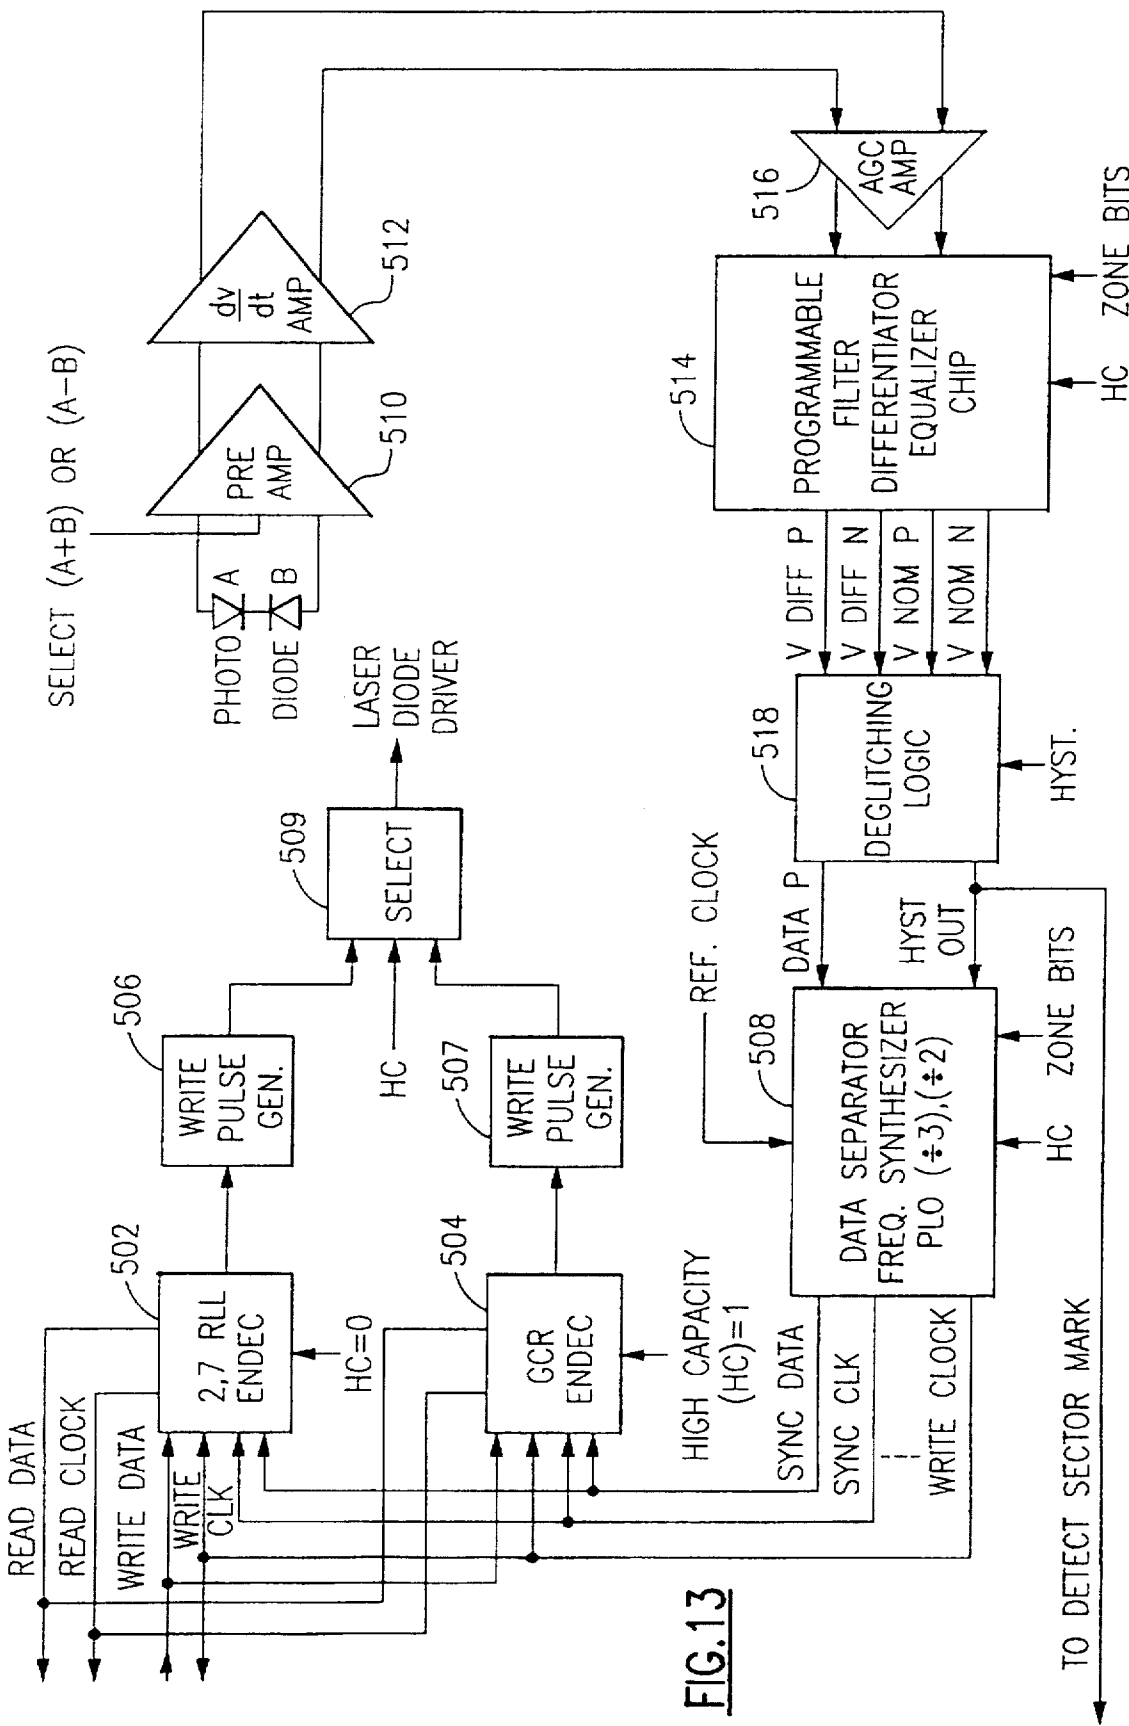 READ DATA
READ CLOCK
WRITE DATA
WRITE
CLK
502
2,7 RLL
ENDEC
HC=0
504
GCR
ENDEC
HIGH CAPACITY
(HC)=1
506
WRITE
PULSE
GEN.
507
WRITE
PULSE
GEN.
HC
509
SELECT
LASER
DIODE
DRIVER
SELECT (A+B) OR (A−B)
PHOTO
DIODE
A
B
PRE
AMP
510
dv
dt
AMP
512
516
AGC
AMP
514
PROGRAMMABLE
FILTER
DIFFERENTIATOR
EQUALIZER
CHIP
HC
ZONE BITS
V DIFF P
V DIFF N
V NOM P
V NOM N
518
DEGLITCHING
LOGIC
HYST.
REF. CLOCK
DATA P
HYST
OUT
508
DATA SEPARATOR
FREQ. SYNTHESIZER
PLO (÷3),(÷2)
HC
ZONE BITS
SYNC DATA
SYNC CLK
WRITE CLOCK
TO DETECT SECTOR MARK
FIG.13